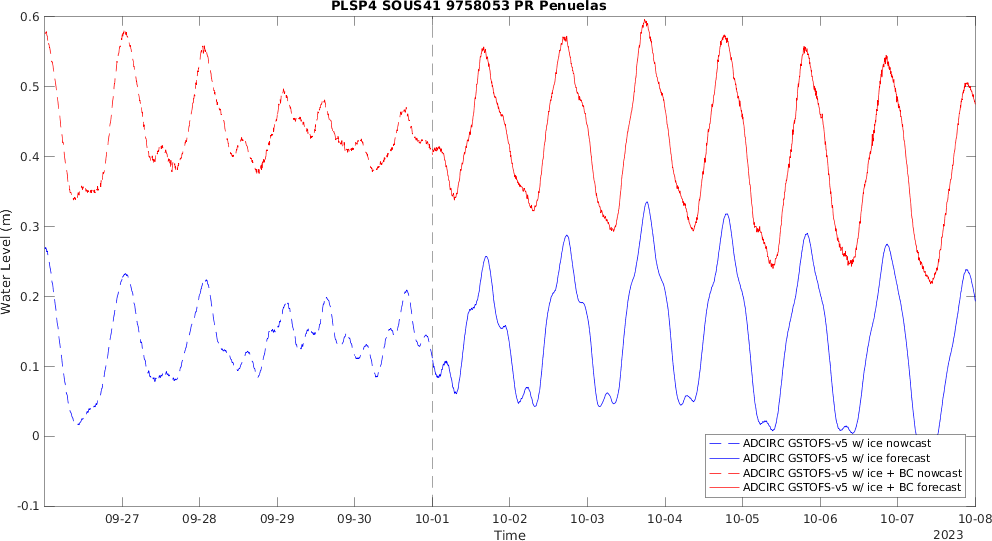 PLSP4 SOUS41 9758053 PR Penuelas
0.6
0.5
0.4
0.3
0.2
0.1
0
-0.1
Water Level (m)
09-27 09-28 09-29 09-30 10-01 10-02 10-03 10-04 10-05 10-06 10-07 10-08
Time
2023
ADCIRC GSTOFS-v5 w/ ice nowcast
ADCIRC GSTOFS-v5 w/ ice forecast
ADCIRC GSTOFS-v5 w/ ice + BC nowcast
ADCIRC GSTOFS-v5 w/ ice + BC forecast